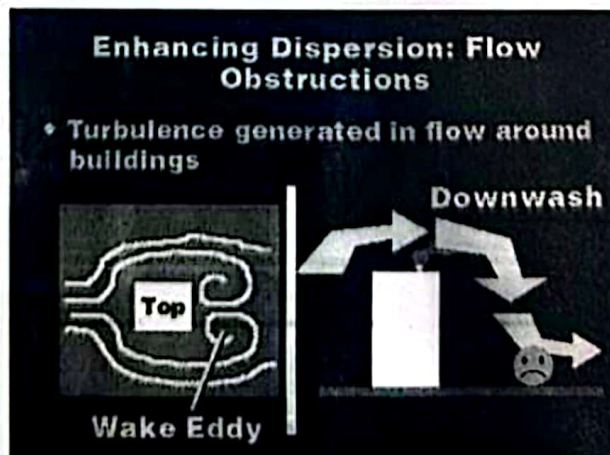 Enhancing Dispersion: Flow
Obstructions
• Turbulence generated in flow around
buildings
Downwash
Top
Wake Eddy